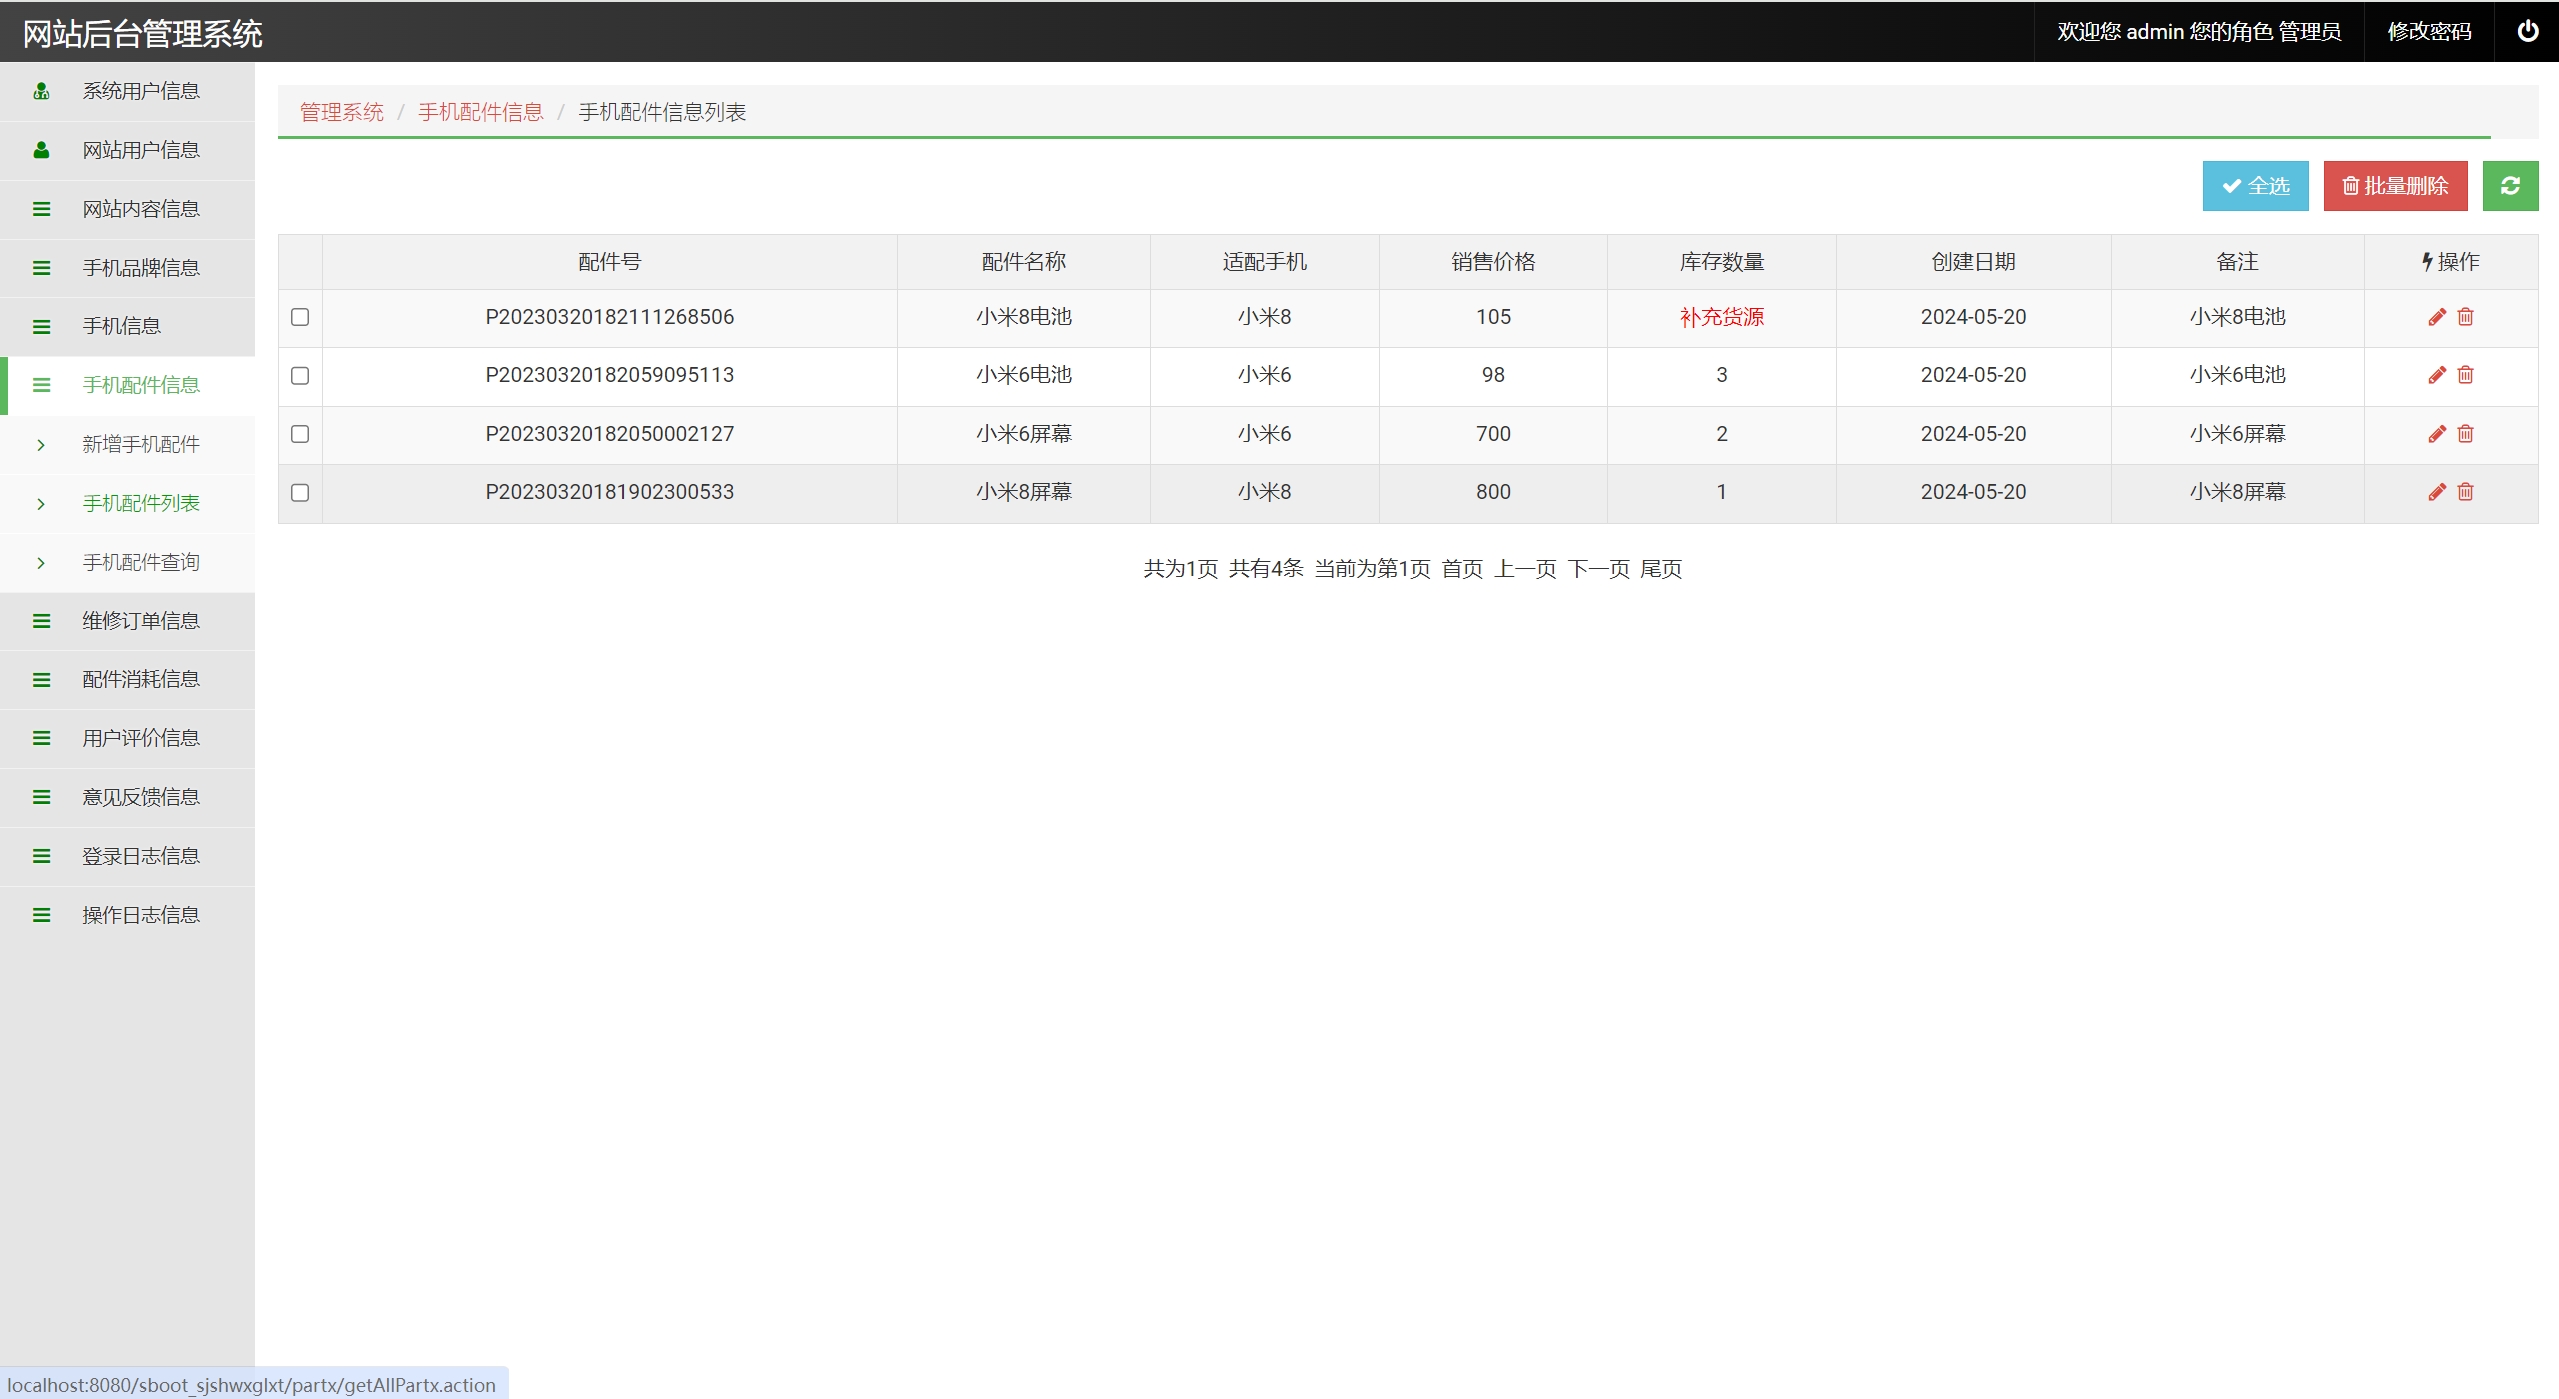 网站后台管理系统
欢迎您 admin 您的角色 管理员
修改密码
系统用户信息
网站用户信息
网站内容信息
手机品牌信息
手机信息
手机配件信息
新增手机配件
手机配件列表
手机配件查询
维修订单信息
配件消耗信息
用户评价信息
意见反馈信息
登录日志信息
操作日志信息
管理系统 / 手机配件信息 / 手机配件信息列表
全选 批量删除
配件号 配件名称 适配手机 销售价格 库存数量 创建日期 备注 操作
P20230320182111268506 小米8电池 小米8 105 补充货源 2024-05-20 小米8电池
P20230320182059095113 小米6电池 小米6 98 3 2024-05-20 小米6电池
P20230320182050002127 小米6屏幕 小米6 700 2 2024-05-20 小米6屏幕
P20230320181902300533 小米8屏幕 小米8 800 1 2024-05-20 小米8屏幕
共为1页 共有4条 当前为第1页 首页 上一页 下一页 尾页
localhost:8080/sboot_sjshwxglxt/partx/getAllPartx.action